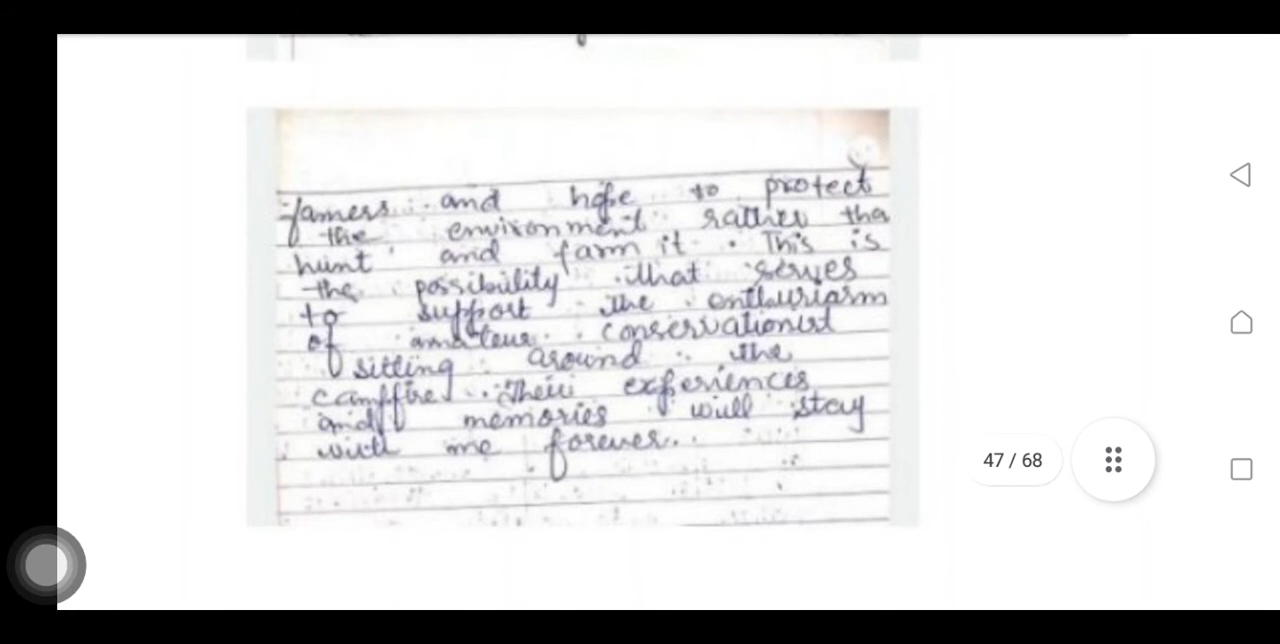 famers and hope to protect
the environment rather tha
hunt and farm it. This is
the possibility that serves
to support the enthusiasm
of amateur conservationist
sitting around the
campfire. Their experiences
and memories will stay
with me forever.
47 / 68